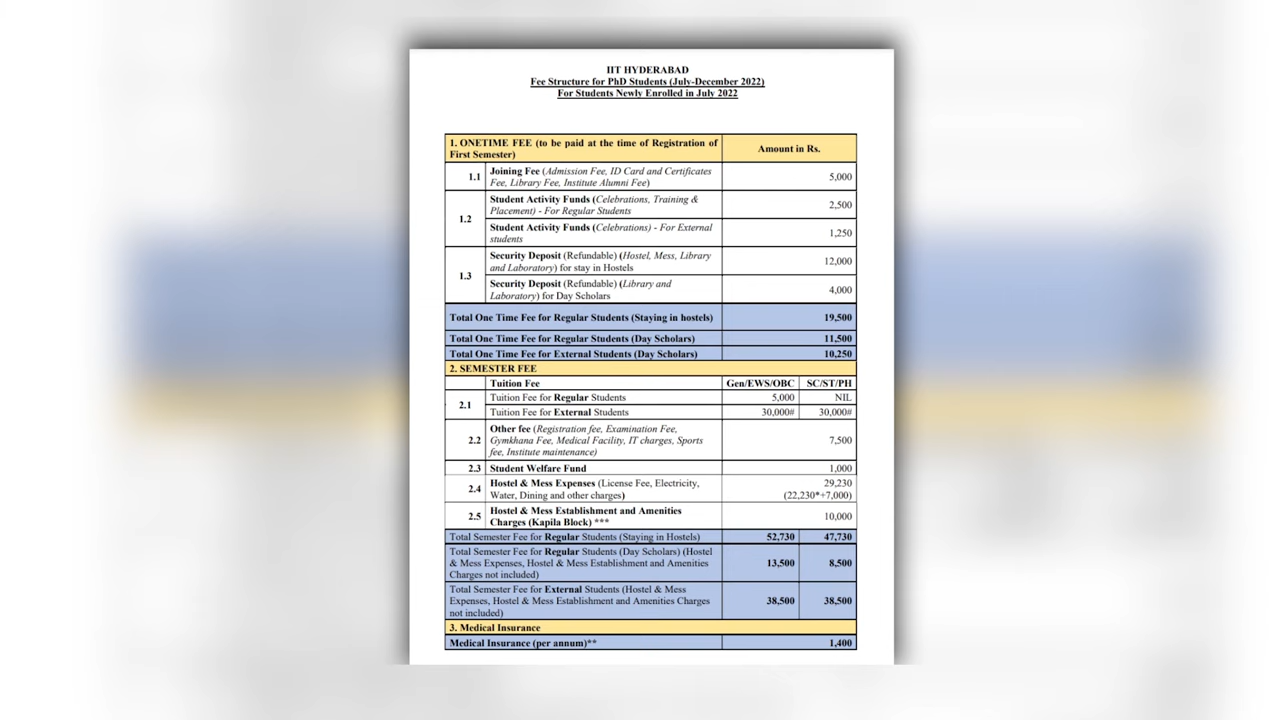 IIT HYDERABAD
Fee Structure for PhD Students (July-December 2022)
For Students Newly Enrolled in July 2022
1. ONETIME FEE (to be paid at the time of Registration of
First Semester)
Amount in Rs.
1.1
Joining Fee (Admission Fee, ID Card and Certificates
Fee, Library Fee, Institute Alumni Fee)
5,000
1.2
Student Activity Funds (Celebrations, Training &
Placement) - For Regular Students
2,500
Student Activity Funds (Celebrations) - For External
students
1,250
1.3
Security Deposit (Refundable) (Hostel, Mess, Library
and Laboratory) for stay in Hostels
12,000
Security Deposit (Refundable) (Library and
Laboratory) for Day Scholars
4,000
Total One Time Fee for Regular Students (Staying in hostels) 19,500
Total One Time Fee for Regular Students (Day Scholars) 11,500
Total One Time Fee for External Students (Day Scholars) 10,250
2. SEMESTER FEE
Tuition Fee Gen/EWS/OBC SC/ST/PH
2.1
Tuition Fee for Regular Students 5,000 NIL
Tuition Fee for External Students 30,000# 30,000#
2.2
Other fee (Registration fee, Examination Fee,
Gymkhana Fee, Medical Facility, IT charges, Sports
fee, Institute maintenance)
7,500
2.3 Student Welfare Fund 1,000
2.4
Hostel & Mess Expenses (License Fee, Electricity,
Water, Dining and other charges)
29,230
(22,230*+7,000)
2.5
Hostel & Mess Establishment and Amenities
Charges (Kapila Block) ***
10,000
Total Semester Fee for Regular Students (Staying in Hostels) 52,730 47,730
Total Semester Fee for Regular Students (Day Scholars) (Hostel
& Mess Expenses, Hostel & Mess Establishment and Amenities
Charges not included)
13,500 8,500
Total Semester Fee for External Students (Hostel & Mess
Expenses, Hostel & Mess Establishment and Amenities Charges
not included)
38,500 38,500
3. Medical Insurance
Medical Insurance (per annum)** 1,400